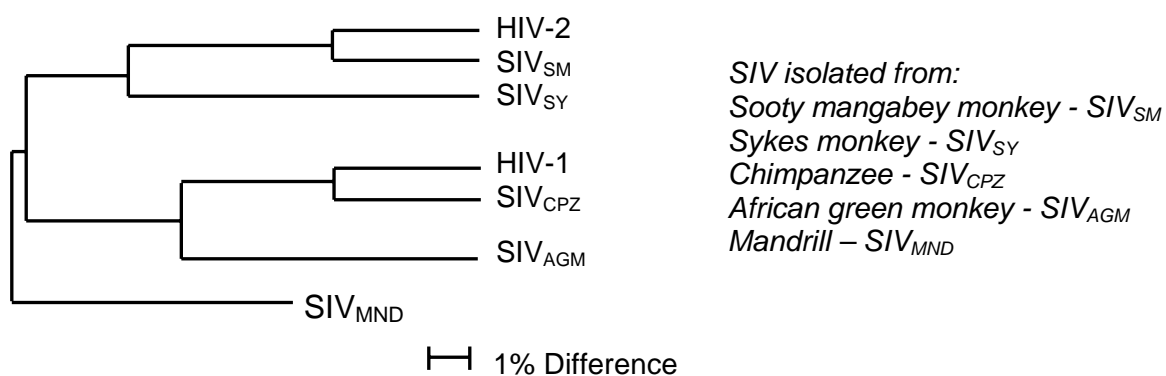 HIV-2
SIVSM
SIVSY
HIV-1
SIVCPZ
SIVAGM
SIVMND
1% Difference
SIV isolated from:
Sooty mangabey monkey - SIVSM
Sykes monkey - SIVSY
Chimpanzee - SIVCPZ
African green monkey - SIVAGM
Mandrill – SIVMND